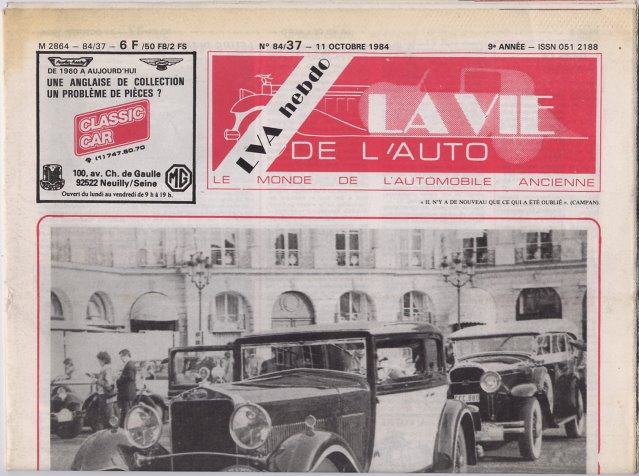 M 2864 - 84/37 - 6 F /50 FB/2 FS
N° 84/37 - 11 OCTOBRE 1984
9e ANNÉE - ISSN 051 2188
Austin-Healey
DE 1960 A AUJOURD'HUI
UNE ANGLAISE DE COLLECTION
UN PROBLÈME DE PIÈCES ?
CLASSIC
CAR
(1) 747.80.70
100, av. Ch. de Gaulle
92522 Neuilly/Seine
MG
Ouvert du lundi au vendredi de 9 h à 19 h.
LVA hebdo
LA VIE
DE L'AUTO
LE MONDE DE L'AUTOMOBILE ANCIENNE
« IL N'Y A DE NOUVEAU QUE CE QUI A ÉTÉ OUBLIÉ ». (CAMPAN).